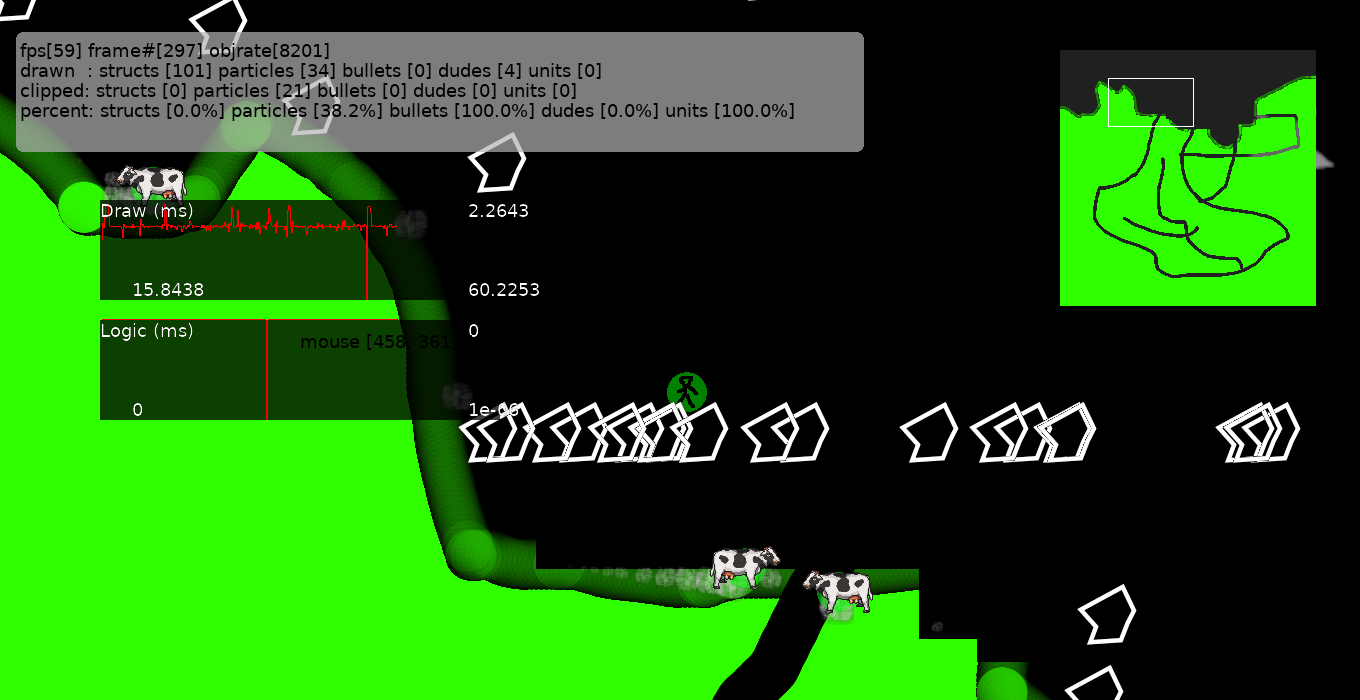 fps[59] frame#[297] objrate[8201]
drawn  : structs [101] particles [34] bullets [0] dudes [4] units [0]
clipped: structs [0] particles [21] bullets [0] dudes [0] units [0]
percent: structs [0.0%] particles [38.2%] bullets [100.0%] dudes [0.0%] units [100.0%]
Draw (ms) 2.2643
15.8438 60.2253
Logic (ms) 0
mouse [458, 361
0 1e-06